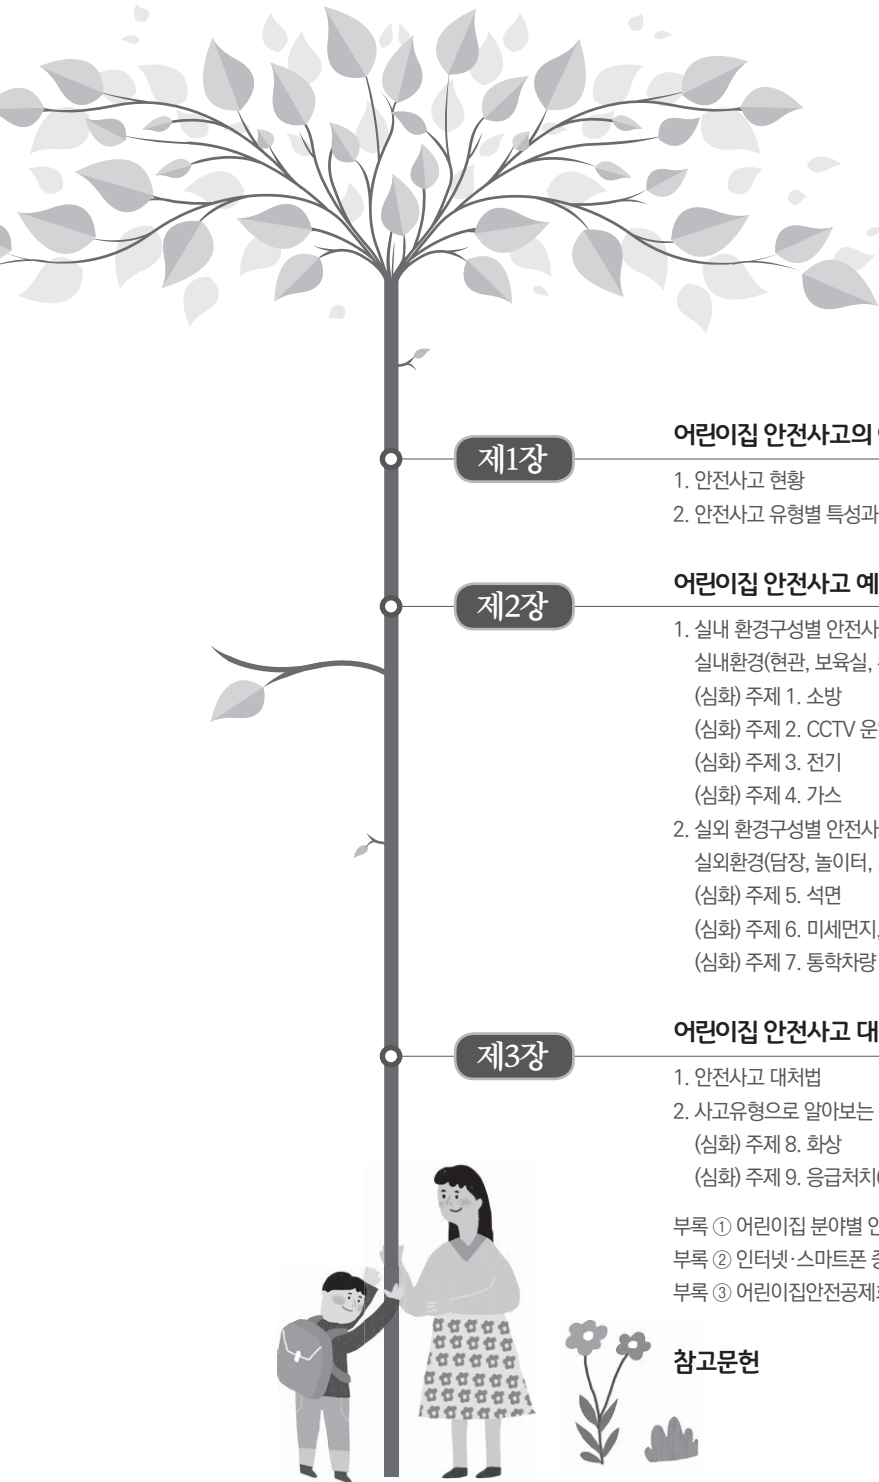 제1장
어린이집 안전사고의
1. 안전사고 현황
2. 안전사고 유형별 특성과
제2장
어린이집 안전사고 예
1. 실내 환경구성별 안전사
실내환경(현관, 보육실,
(심화) 주제 1. 소방
(심화) 주제 2. CCTV 운
(심화) 주제 3. 전기
(심화) 주제 4. 가스
2. 실외 환경구성별 안전사
실외환경(담장, 놀이터,
(심화) 주제 5. 석면
(심화) 주제 6. 미세먼지,
(심화) 주제 7. 통학차량
제3장
어린이집 안전사고 대
1. 안전사고 대처법
2. 사고유형으로 알아보는
(심화) 주제 8. 화상
(심화) 주제 9. 응급처치(
부록 ① 어린이집 분야별 안
부록 ② 인터넷·스마트폰 중
부록 ③ 어린이집안전공제회
참고문헌